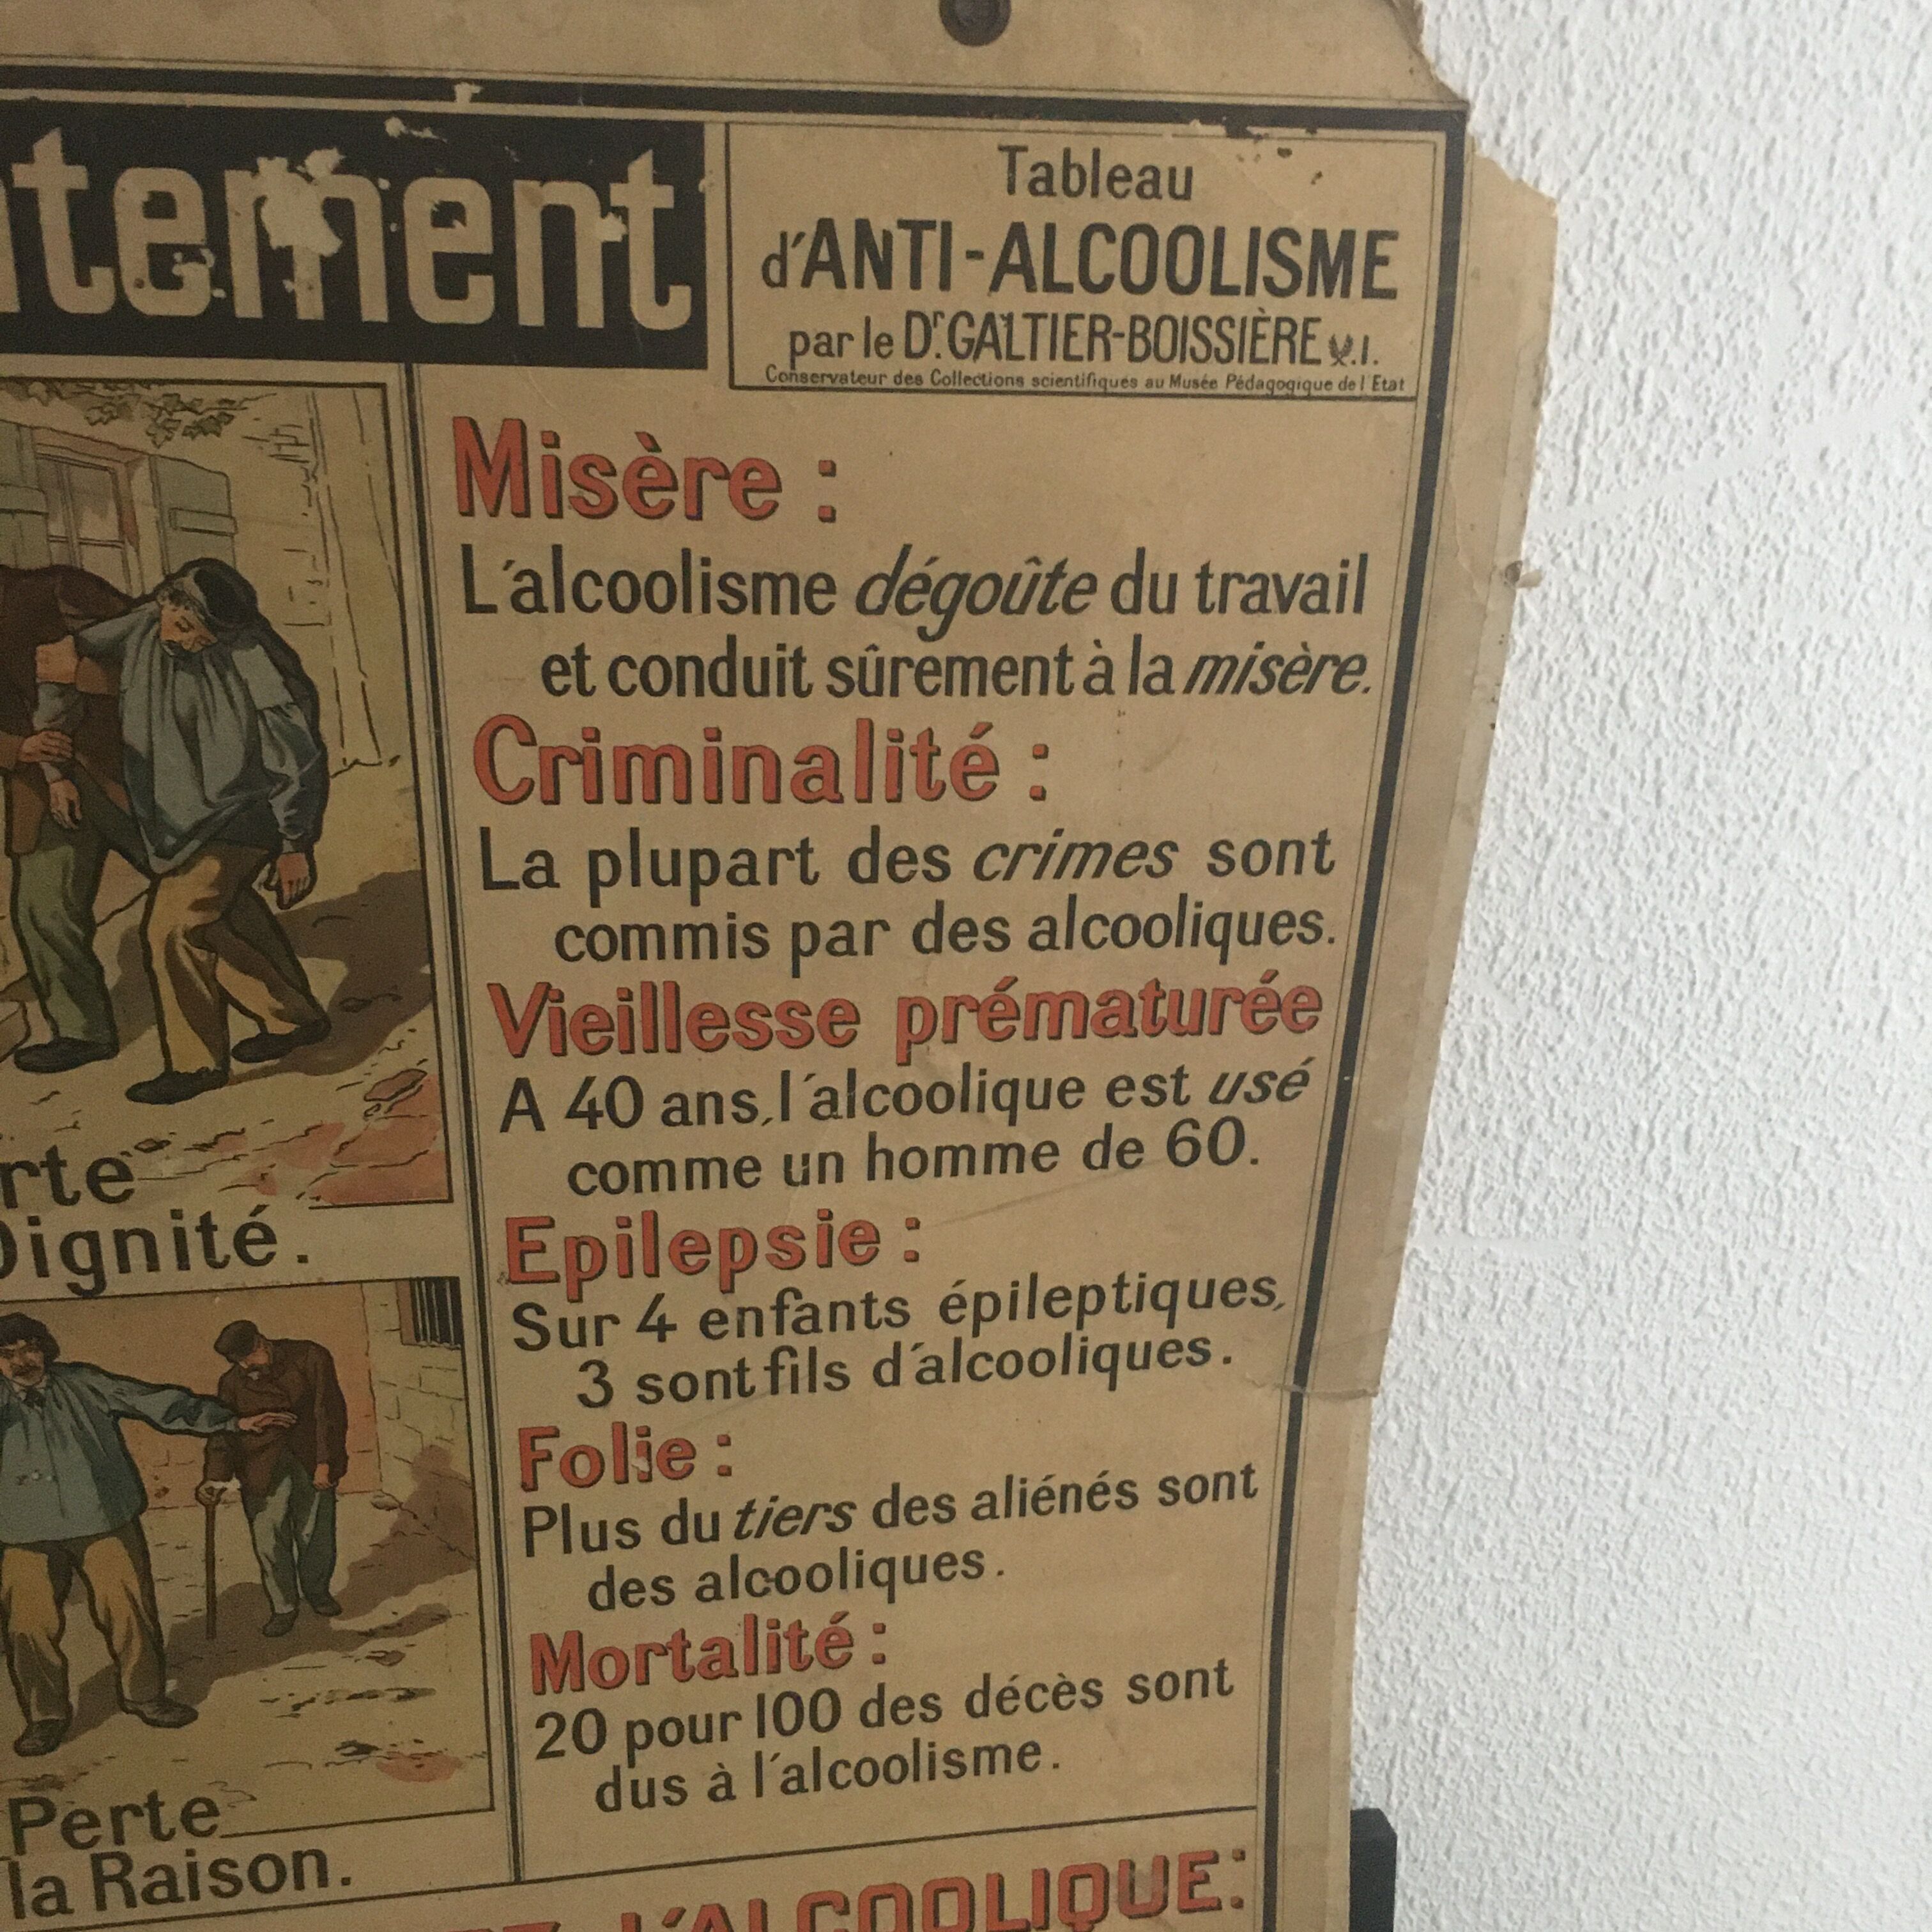 tement
Tableau
d'ANTI-ALCOOLISME
par le Dr. GALTIER-BOISSIÈRE I.
Conservateur des Collections scientifiques au Musée Pédagogique de l'Etat
Misère :
L'alcoolisme dégoûte du travail
et conduit sûrement à la misère.
Criminalité :
La plupart des crimes sont
commis par des alcooliques.
Vieillesse prématurée
A 40 ans, l'alcoolique est usé
comme un homme de 60.
Epilepsie :
Sur 4 enfants épileptiques,
3 sont fils d'alcooliques.
Folie :
Plus du tiers des aliénés sont
des alcooliques.
Mortalité :
20 pour 100 des décès sont
dus à l'alcoolisme.
rte
Dignité.
Perte
la Raison.
L'ALCOOLIQUE: